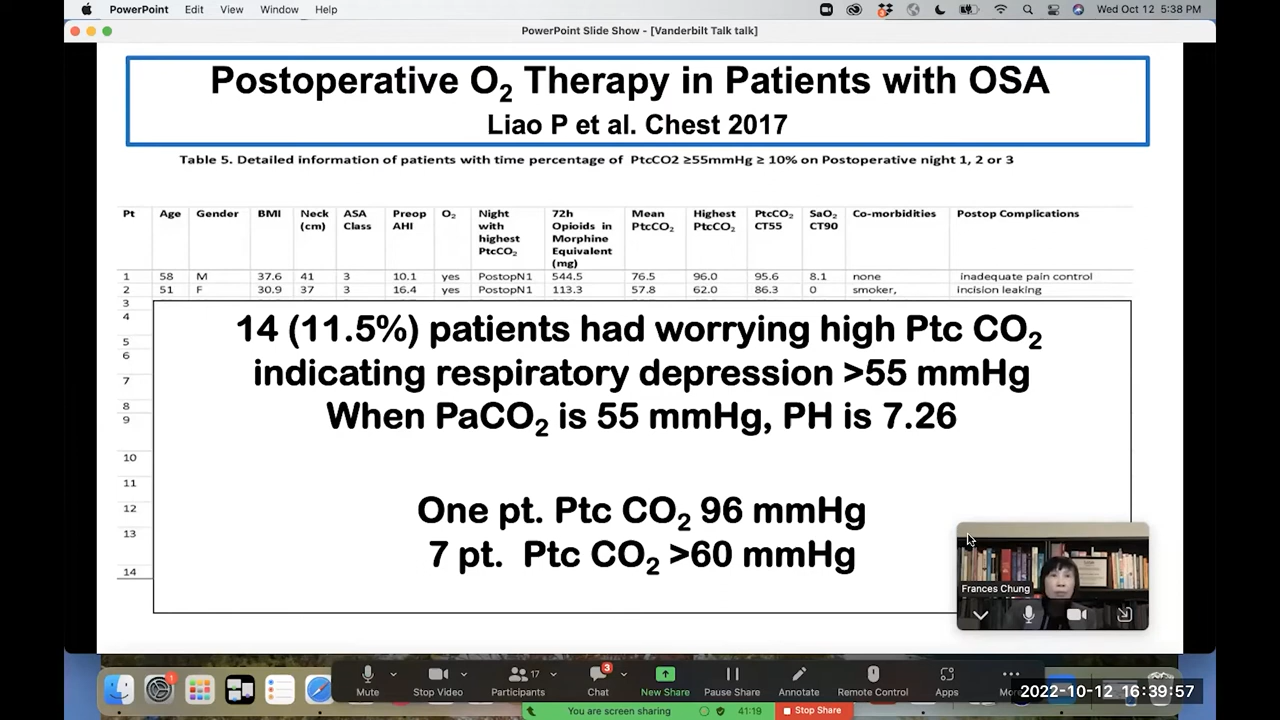 PowerPoint Edit View Window Help
3
Wed Oct 12 5:38 PM
PowerPoint Slide Show - [Vanderbilt Talk talk]
Postoperative O₂ Therapy in Patients with OSA
Liao P et al. Chest 2017
Table 5. Detailed information of patients with time percentage of PtcCO2 ≥55mmHg ≥ 10% on Postoperative night 1, 2 or 3
Pt Age Gender BMI Neck (cm) ASA Class Preop AHI O₂ Night with highest PtcCO₂ 72h Opioids in Morphine Equivalent (mg) Mean PtcCO₂ Highest PtcCO₂ PtcCO₂ CT55 SaO₂ CT90 Co-morbidities Postop Complications
1 58 M 37.6 41 3 10.1 yes PostopN1 544.5 76.5 96.0 95.6 8.1 none inadequate pain control
2 51 F 30.9 37 3 16.4 yes PostopN1 113.3 57.8 62.0 86.3 0 smoker, incision leaking
3
4
5
6
7
8
9
10
11
12
13
14
14 (11.5%) patients had worrying high Ptc CO₂
indicating respiratory depression >55 mmHg
When PaCO₂ is 55 mmHg, PH is 7.26
One pt. Ptc CO₂ 96 mmHg
7 pt. Ptc CO₂ >60 mmHg
Frances Chung
1
17
3
Mute Stop Video Participants Chat New Share Pause Share Annotate Remote Control Apps
2022-10-12 16:39:57
You are screen sharing 41:19 Stop Share